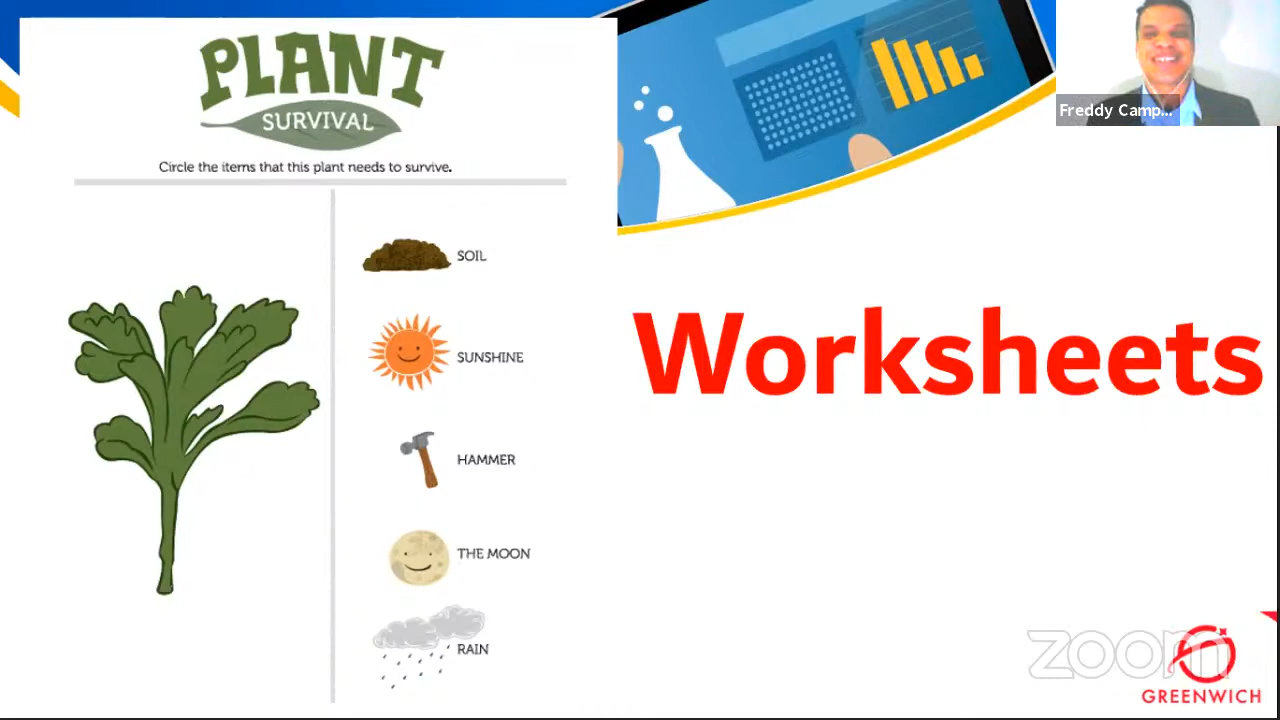 PLANT
SURVIVAL
Circle the items that this plant needs to survive.
SOIL
SUNSHINE
HAMMER
THE MOON
RAIN
Freddy Camp...
Worksheets
zoom
GREENWICH